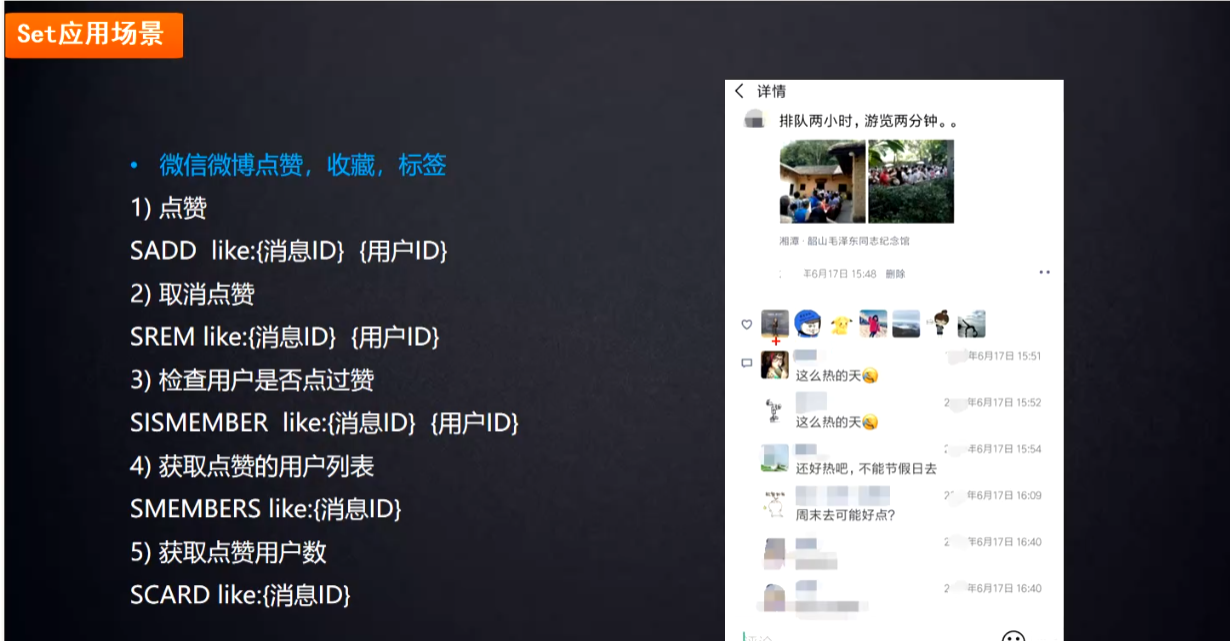 Set应用场景
• 微信微博点赞，收藏，标签
1) 点赞
SADD like:{消息ID} {用户ID}
2) 取消点赞
SREM like:{消息ID} {用户ID}
3) 检查用户是否点过赞
SISMEMBER like:{消息ID} {用户ID}
4) 获取点赞的用户列表
SMEMBERS like:{消息ID}
5) 获取点赞用户数
SCARD like:{消息ID}
详情
排队两小时，游览两分钟。。
湘潭·韶山毛泽东同志纪念馆
年6月17日 15:48 删除
年6月17日 15:51
这么热的天
年6月17日 15:52
这么热的天
年6月17日 15:54
还好热吧，不能节假日去
年6月17日 16:09
周末去可能好点?
年6月17日 16:40
年6月17日 16:40